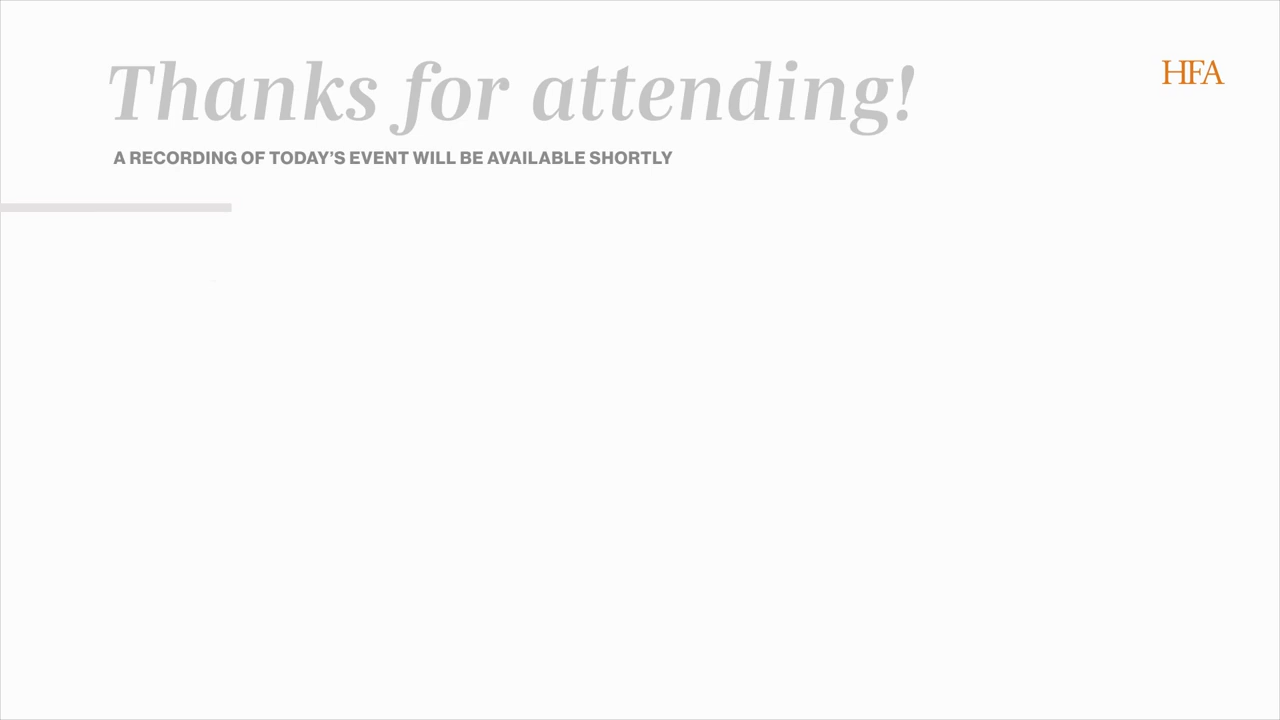 Thanks for attending!
HFA
A RECORDING OF TODAY’S EVENT WILL BE AVAILABLE SHORTLY